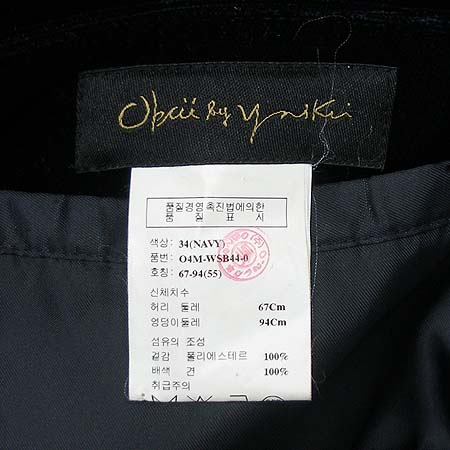 By
품질경영촉진법에의한
품 질 표 시
색상: 34(NAVY)
품번: O4M-WSB44-0
호칭: 67-94(55)
신체치수
허리 둘레 67Cm
엉덩이둘레 94Cm
섬유의 조성
겉감 폴리에스테르 100%
배색 견 100%
취급주의